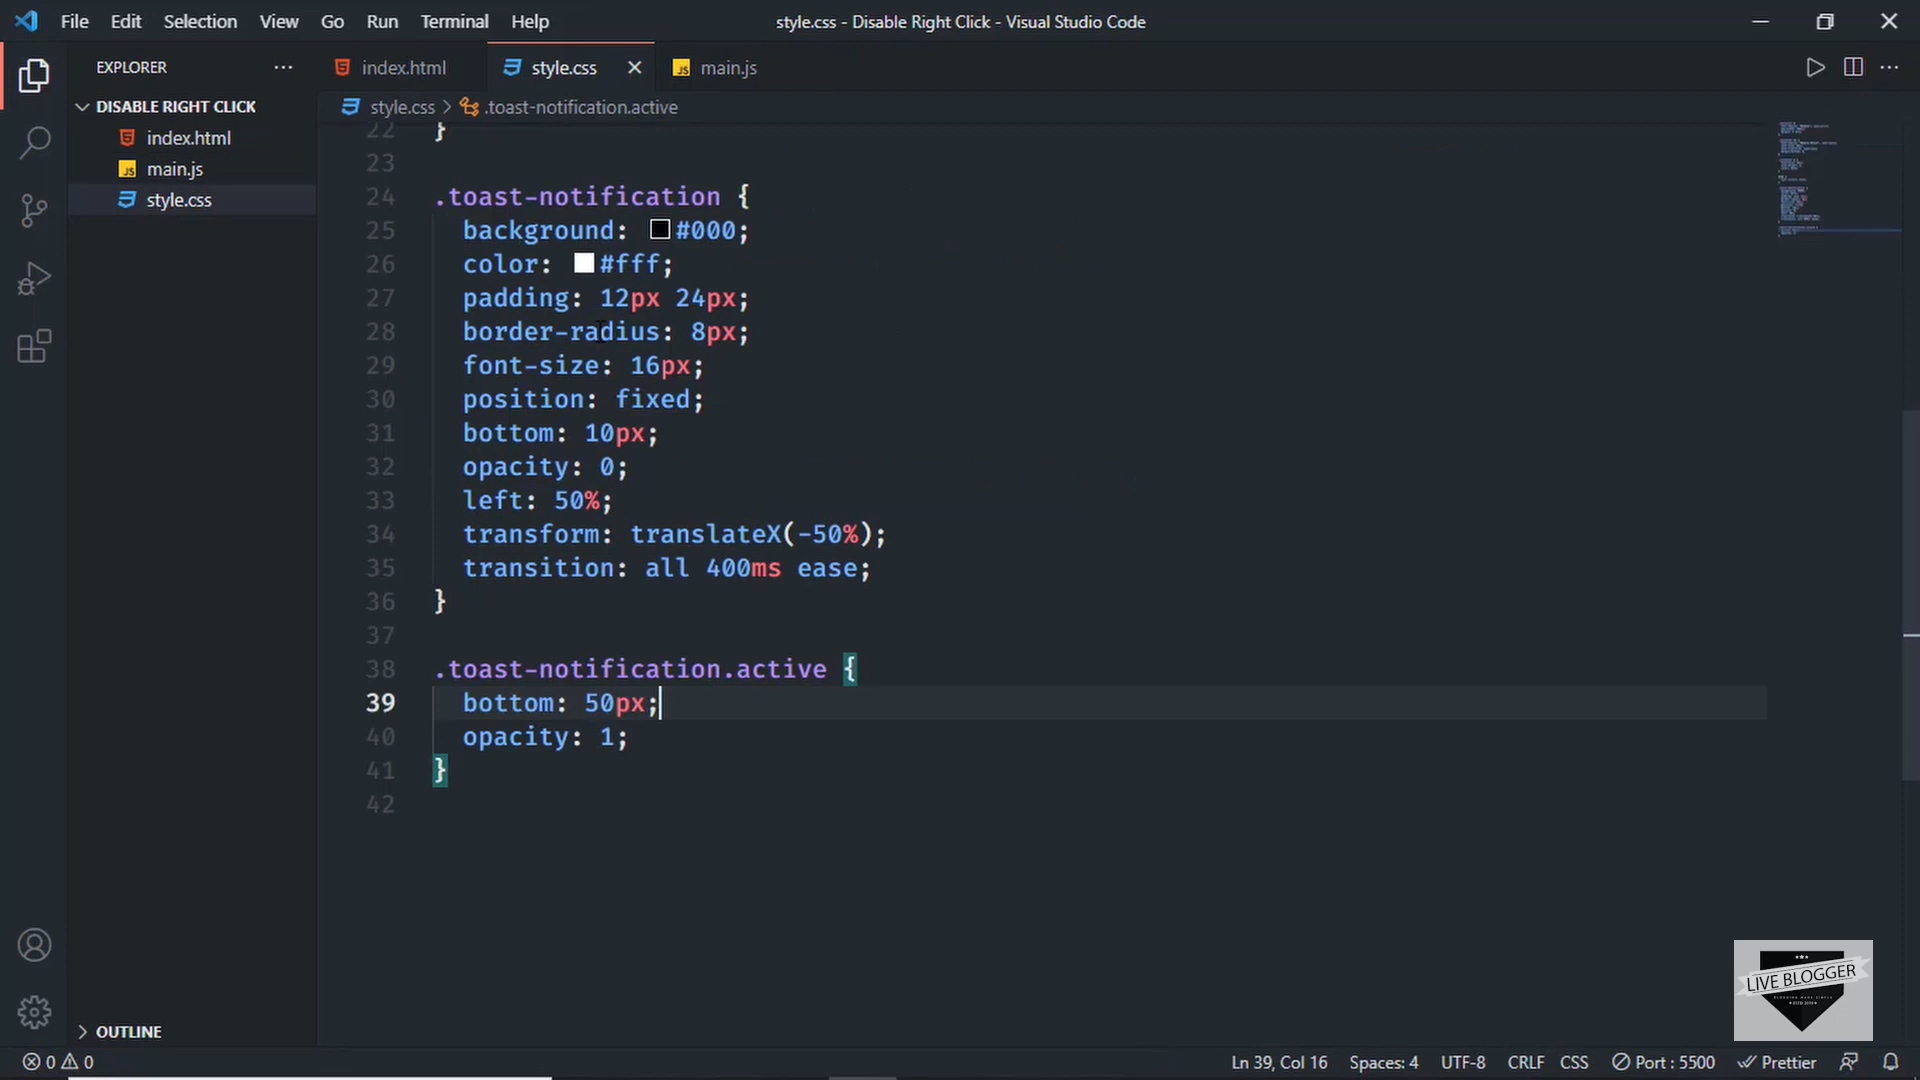 File Edit Selection View Go Run Terminal Help
style.css - Disable Right Click - Visual Studio Code
EXPLORER
index.html
style.css
main.js
DISABLE RIGHT CLICK
index.html
main.js
style.css
style.css > .toast-notification.active
22 }
23
24 .toast-notification {
25 background: #000;
26 color: #fff;
27 padding: 12px 24px;
28 border-radius: 8px;
29 font-size: 16px;
30 position: fixed;
31 bottom: 10px;
32 opacity: 0;
33 left: 50%;
34 transform: translateX(-50%);
35 transition: all 400ms ease;
36 }
37
38 .toast-notification.active {
39 bottom: 50px;
40 opacity: 1;
41 }
42
LIVE BLOGGER
OUTLINE
0 0
Ln 39, Col 16 Spaces: 4 UTF-8 CRLF CSS Port : 5500 Prettier